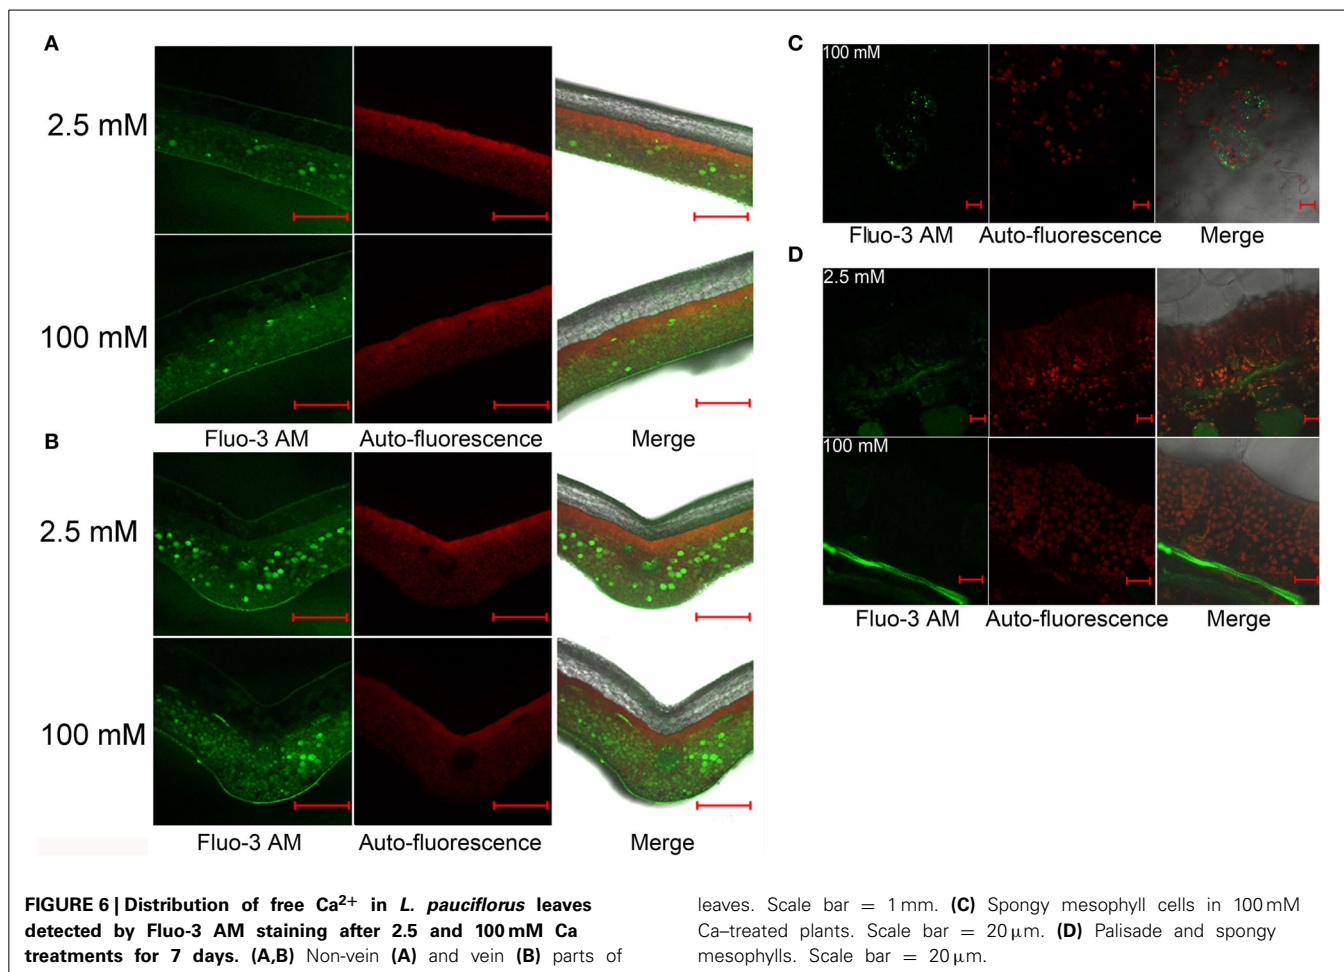 A
2.5 mM
100 mM
Fluo-3 AM Auto-fluorescence Merge
B
2.5 mM
100 mM
Fluo-3 AM Auto-fluorescence Merge
C
100 mM
Fluo-3 AM Auto-fluorescence Merge
D
2.5 mM
100 mM
Fluo-3 AM Auto-fluorescence Merge
FIGURE 6 | Distribution of free Ca²⁺ in L. pauciflorus leaves
detected by Fluo-3 AM staining after 2.5 and 100 mM Ca
treatments for 7 days. (A,B) Non-vein (A) and vein (B) parts of
leaves. Scale bar = 1 mm. (C) Spongy mesophyll cells in 100 mM
Ca–treated plants. Scale bar = 20 μm. (D) Palisade and spongy
mesophylls. Scale bar = 20 μm.